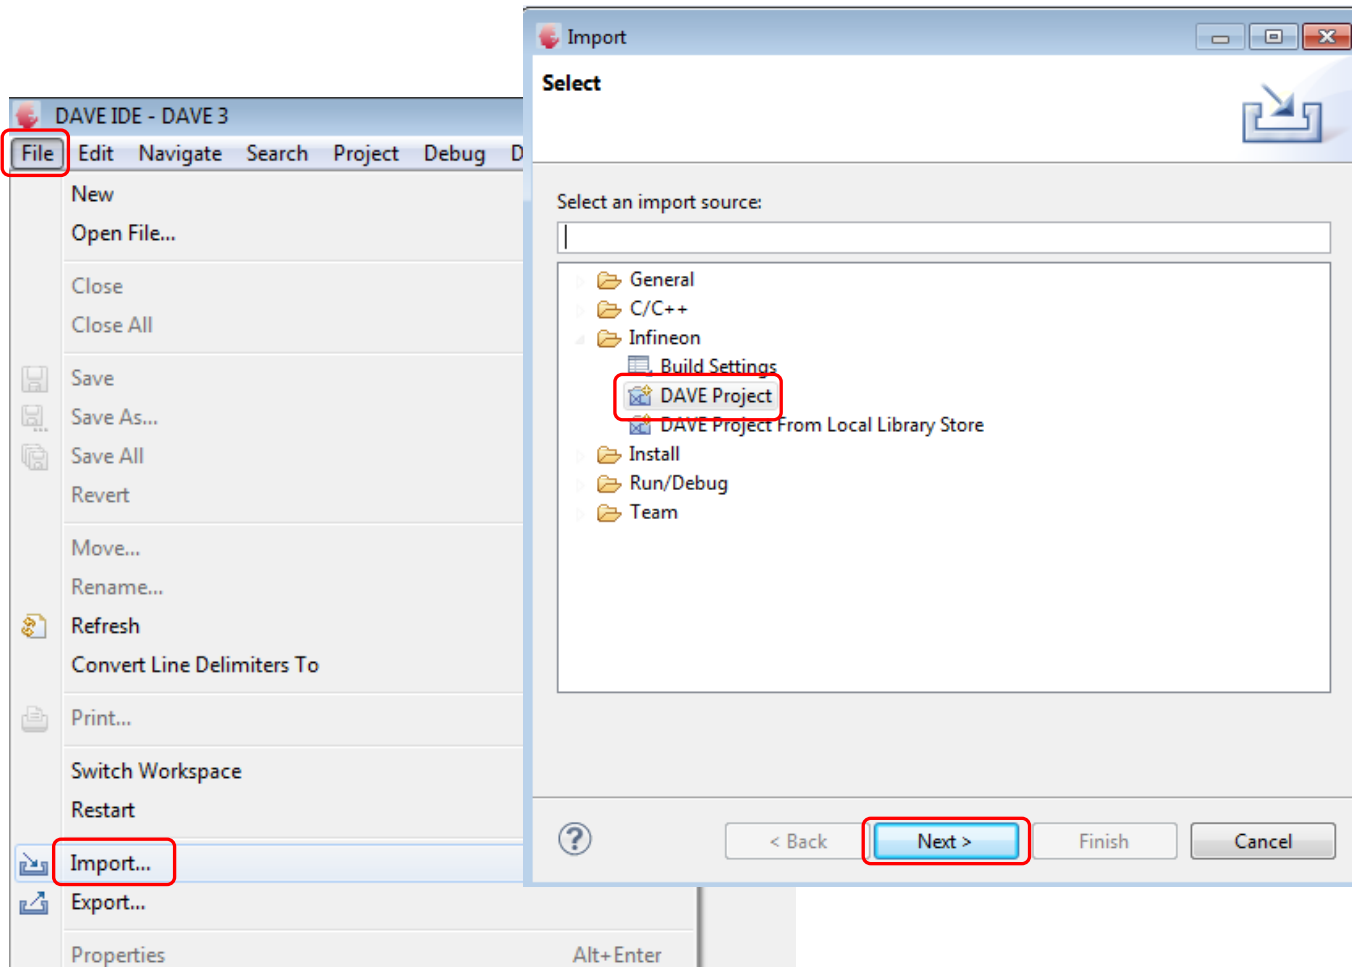 DAVE IDE - DAVE 3
File Edit Navigate Search Project Debug D
New
Open File...
Close
Close All
Save
Save As...
Save All
Revert
Move...
Rename...
Refresh
Convert Line Delimiters To
Print...
Switch Workspace
Restart
Import...
Export...
Properties Alt+Enter
Import
Select
Select an import source:
General
C/C++
Infineon
Build Settings
DAVE Project
DAVE Project From Local Library Store
Install
Run/Debug
Team
? < Back Next > Finish Cancel